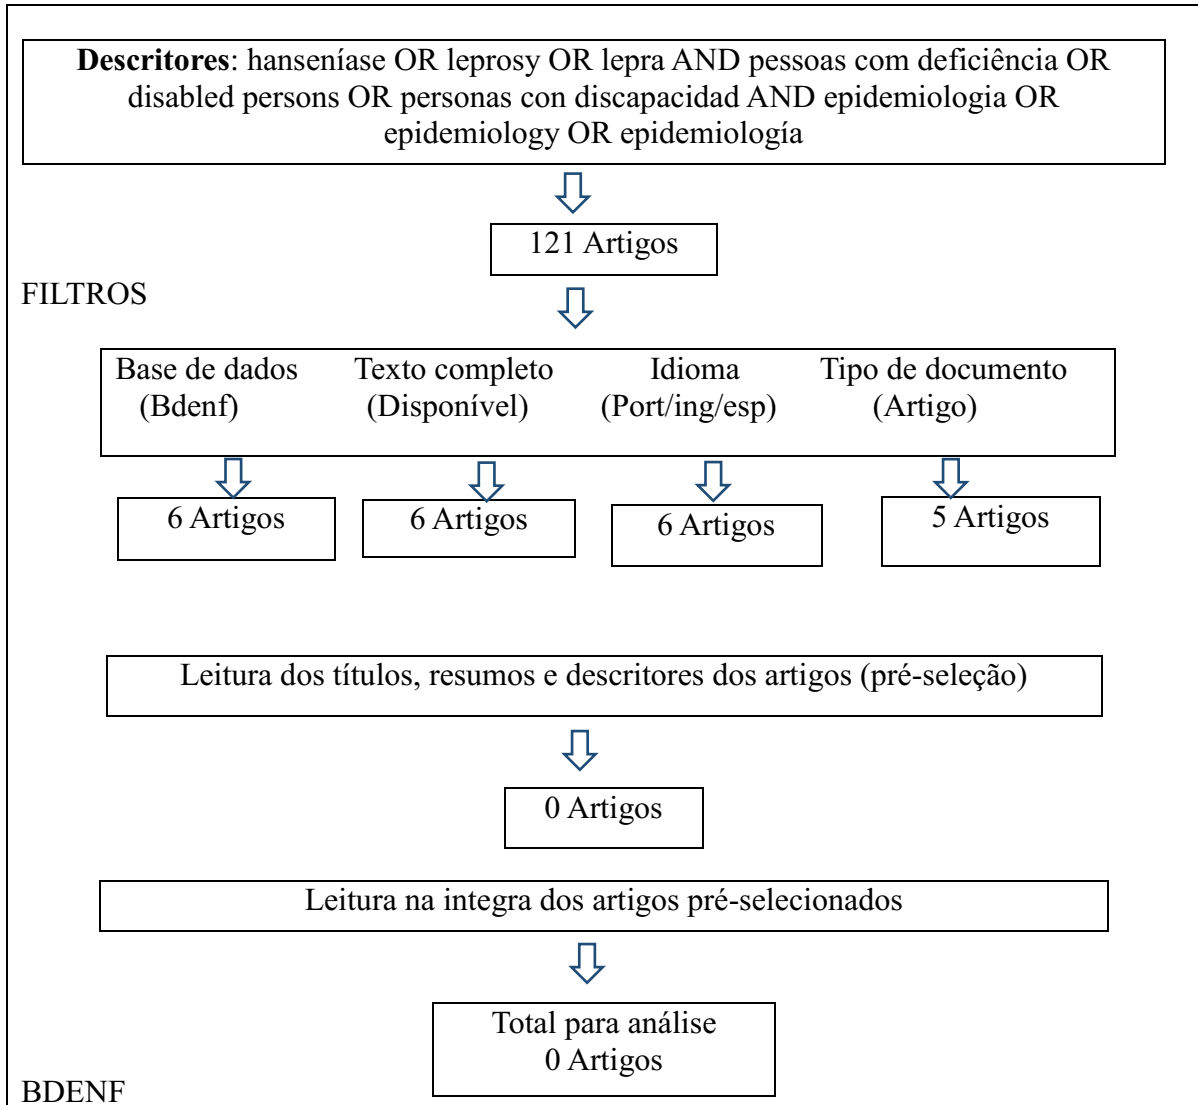 Descritores: hanseníase OR leprosy OR lepra AND pessoas com deficiência OR
disabled persons OR personas con discapacidad AND epidemiologia OR
epidemiology OR epidemiología
121 Artigos
FILTROS
Base de dados Texto completo Idioma Tipo de documento
(Bdenf) (Disponível) (Port/ing/esp) (Artigo)
6 Artigos 6 Artigos 6 Artigos 5 Artigos
Leitura dos títulos, resumos e descritores dos artigos (pré-seleção)
0 Artigos
Leitura na integra dos artigos pré-selecionados
Total para análise
0 Artigos
BDENF